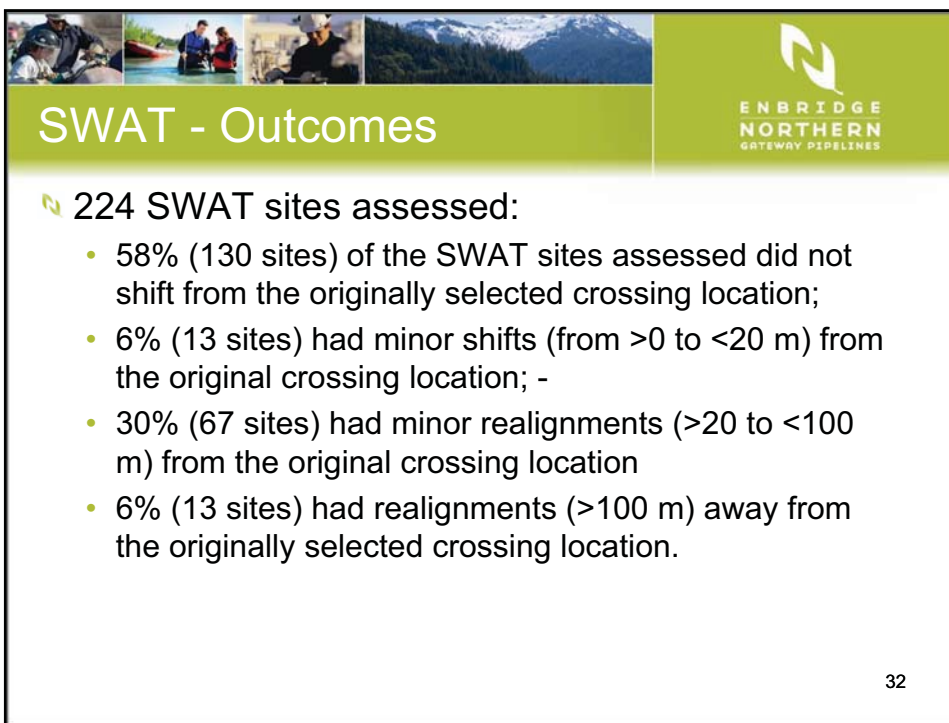 SWAT - Outcomes
ENBRIDGE
NORTHERN
GATEWAY PIPELINES
224 SWAT sites assessed:
• 58% (130 sites) of the SWAT sites assessed did not
shift from the originally selected crossing location;
• 6% (13 sites) had minor shifts (from >0 to <20 m) from
the original crossing location; -
• 30% (67 sites) had minor realignments (>20 to <100
m) from the original crossing location
• 6% (13 sites) had realignments (>100 m) away from
the originally selected crossing location.
32